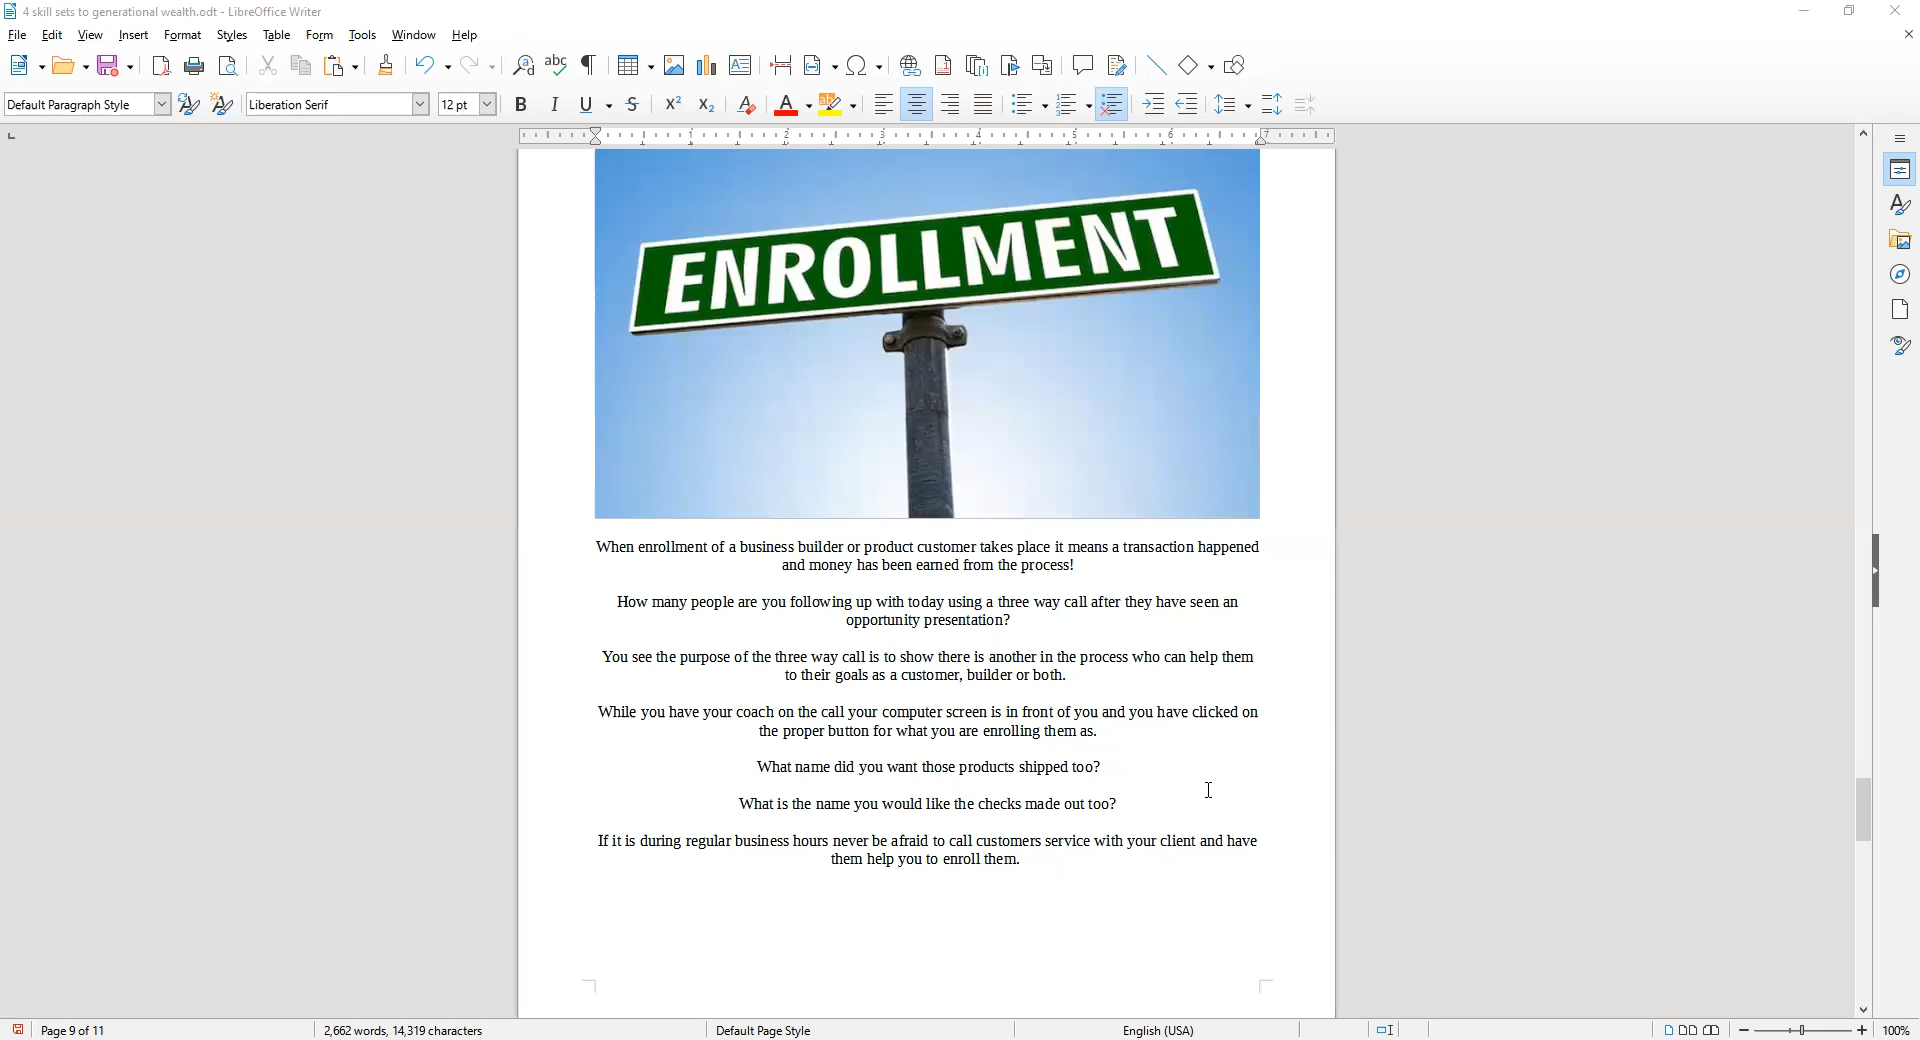 4 skill sets to generational wealth.odt - LibreOffice Writer
File Edit View Insert Format Styles Table Form Tools Window Help
Default Paragraph Style Liberation Serif 12 pt
1 2 3 4 5 6 7
ENROLLMENT
When enrollment of a business builder or product customer takes place it means a transaction happened
and money has been earned from the process!
How many people are you following up with today using a three way call after they have seen an
opportunity presentation?
You see the purpose of the three way call is to show there is another in the process who can help them
to their goals as a customer, builder or both.
While you have your coach on the call your computer screen is in front of you and you have clicked on
the proper button for what you are enrolling them as.
What name did you want those products shipped too?
What is the name you would like the checks made out too?
If it is during regular business hours never be afraid to call customers service with your client and have
them help you to enroll them.
Page 9 of 11 2,662 words, 14,319 characters Default Page Style English (USA) 100%